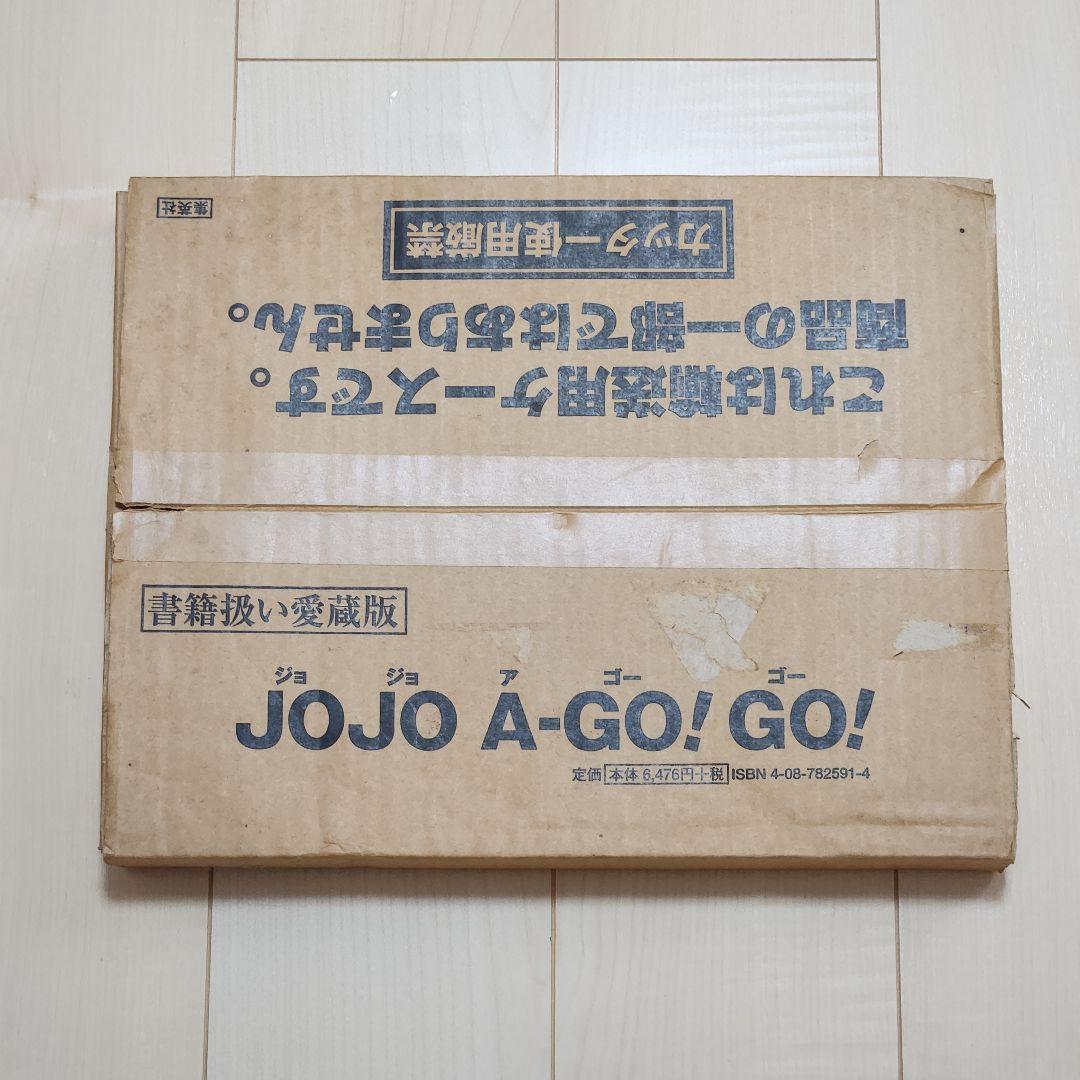 これは輸送用ケースです。
商品の一部ではありません。
カッター使用厳禁
集英社
書籍扱い愛蔵版
ジョ ジョ ア ゴー ゴー
JOJO A-GO! GO!
定価 本体 6,476円+税 ISBN 4-08-782591-4